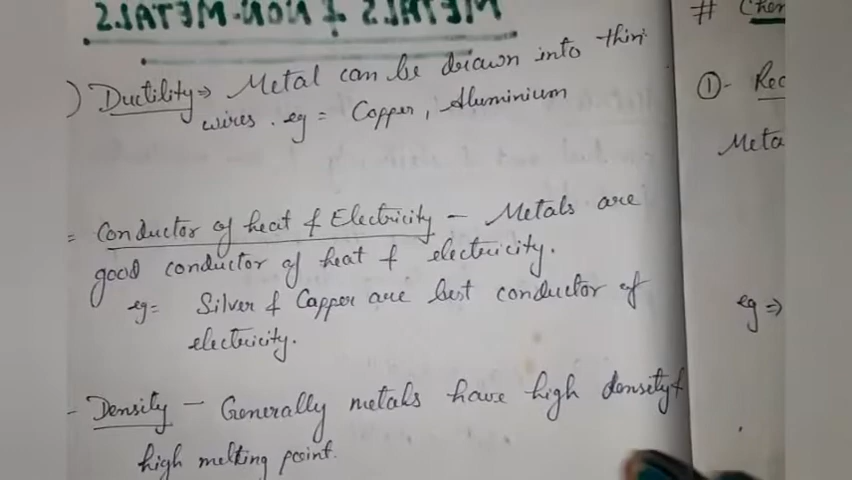 METALS & NON-METALS
) Ductility ⇒ Metal can be drawn into thin
wires. eg = Copper, Aluminium
= Conductor of heat & Electricity - Metals are
good conductor of heat & electricity.
eg = Silver & Copper are best conductor of
electricity.
- Density - Generally metals have high density &
high melting point.
# Chem
① - Reac
Meta
eg ⇒